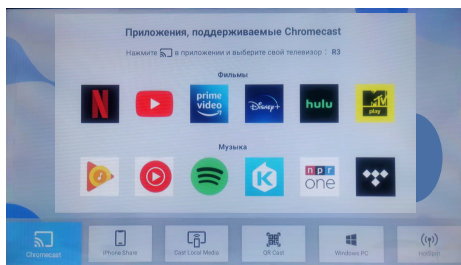 Приложения, поддерживаемые Chromecast
Нажмите в приложении и выберите свой телевизор : R3
Фильмы
N
prime video
Disney+
hulu
MTV play
Музыка
npr one
Chromecast
iPhone Share
Cast Local Media
QR Cast
Windows PC
HotSpot